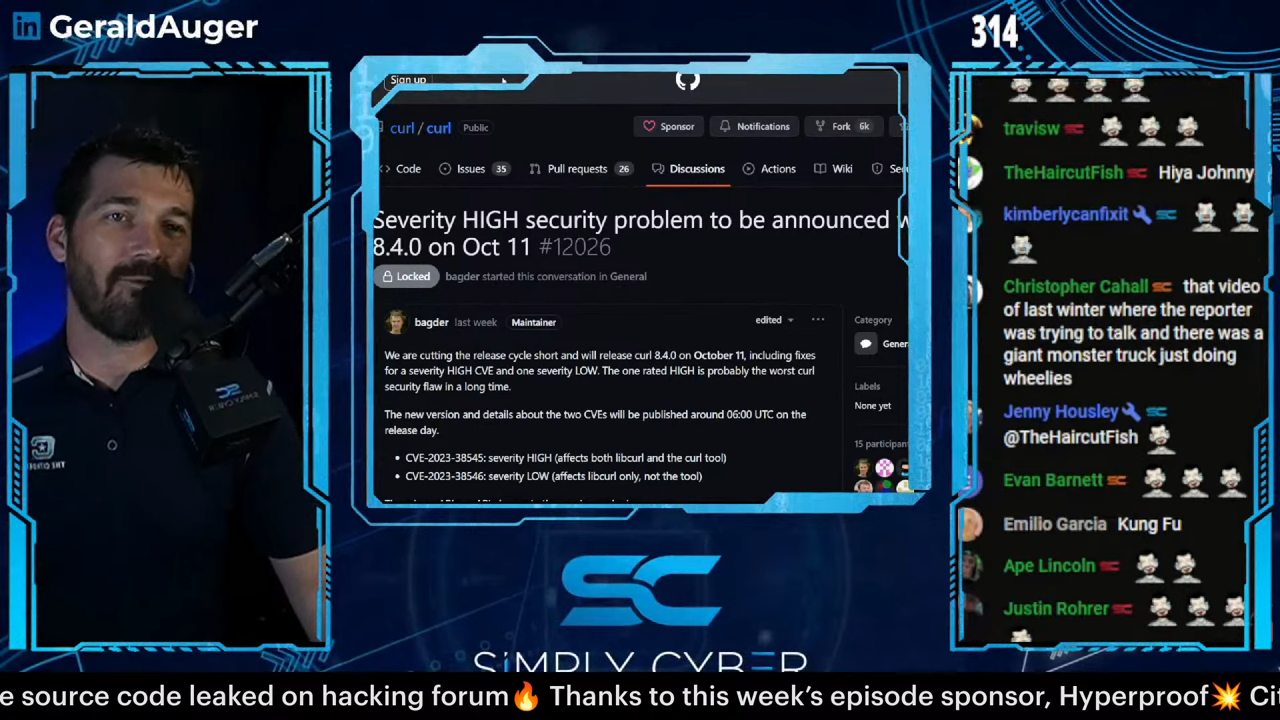 in GeraldAuger
314
Sign up
curl / curl Public
Sponsor Notifications Fork 6k
Code Issues 35 Pull requests 26 Discussions Actions Wiki
Severity HIGH security problem to be announced w
8.4.0 on Oct 11 #12026
Locked bagder started this conversation in General
bagder last week Maintainer edited
We are cutting the release cycle short and will release curl 8.4.0 on October 11, including fixes
for a severity HIGH CVE and one severity LOW. The one rated HIGH is probably the worst curl
security flaw in a long time.
The new version and details about the two CVEs will be published around 06:00 UTC on the
release day.
• CVE-2023-38545: severity HIGH (affects both libcurl and the curl tool)
• CVE-2023-38546: severity LOW (affects libcurl only, not the tool)
Category
Gener
Labels
None yet
15 participan
travisw
TheHaircutFish Hiya Johnny
kimberlycanfixit
Christopher Cahall that video
of last winter where the reporter
was trying to talk and there was a
giant monster truck just doing
wheelies
Jenny Housley
@TheHaircutFish
Evan Barnett
Emilio Garcia Kung Fu
Ape Lincoln
Justin Rohrer
SC
SIMPLY CYBER
e source code leaked on hacking forum🔥 Thanks to this week’s episode sponsor, Hyperproof💥 Cit